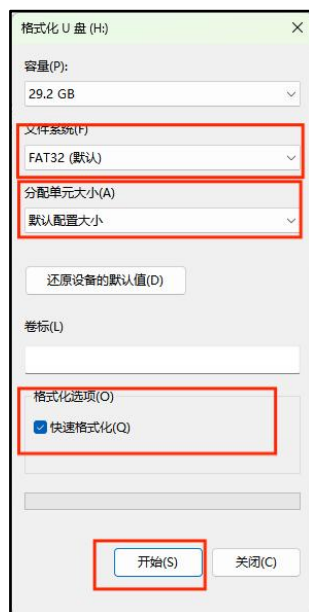 格式化 U 盘 (H:)
容量(P):
29.2 GB
文件系统(F)
FAT32 (默认)
分配单元大小(A)
默认配置大小
还原设备的默认值(D)
卷标(L)
格式化选项(O)
快速格式化(Q)
开始(S)
关闭(C)